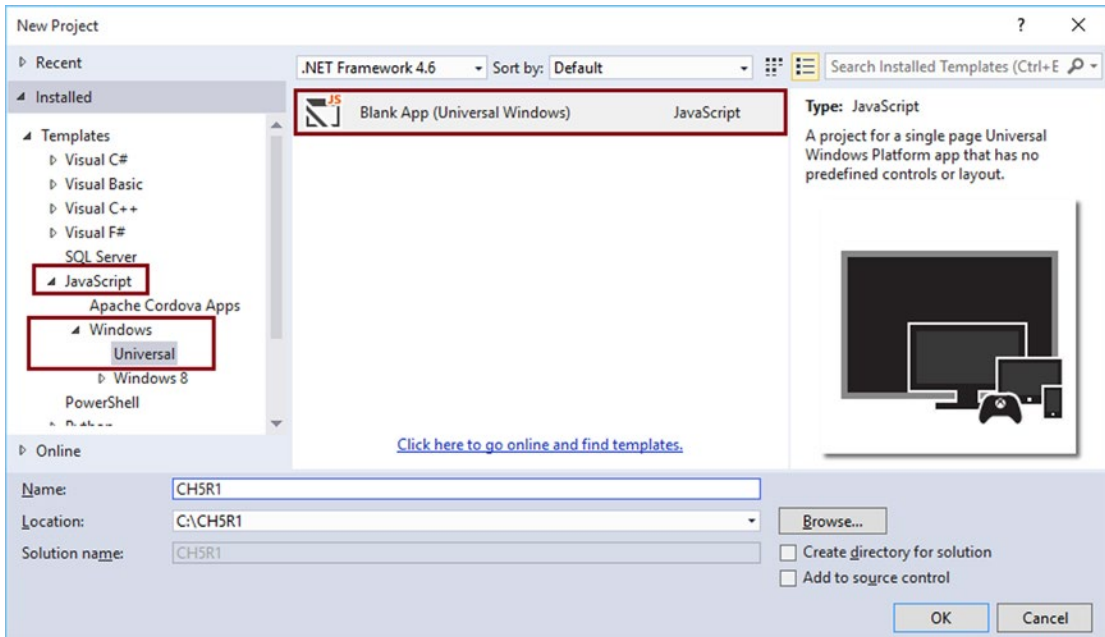 New Project
?
Recent
Installed
Templates
Visual C#
Visual Basic
Visual C++
Visual F#
SQL Server
JavaScript
Apache Cordova Apps
Windows
Universal
Windows 8
PowerShell
Online
.NET Framework 4.6 Sort by: Default
Search Installed Templates (Ctrl+E
JS
Blank App (Universal Windows) JavaScript
Click here to go online and find templates.
Type: JavaScript
A project for a single page Universal
Windows Platform app that has no
predefined controls or layout.
Name: CH5R1
Location: C:\CH5R1
Browse...
Solution name: CH5R1
Create directory for solution
Add to source control
OK Cancel